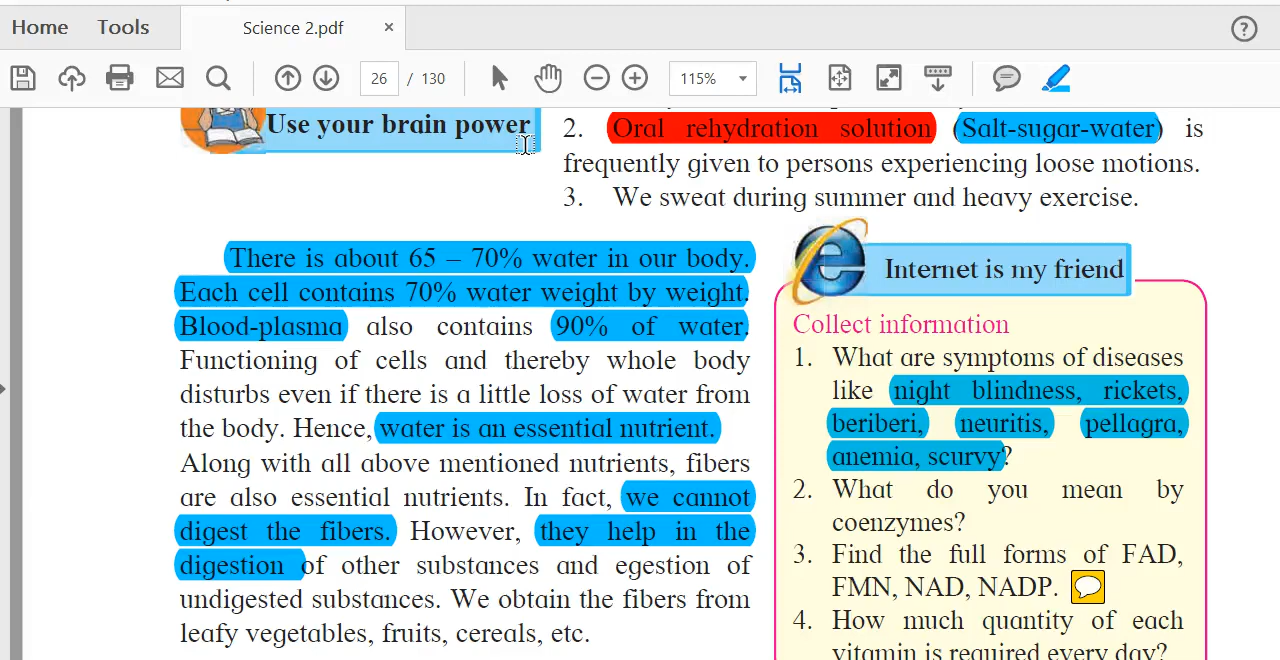 Home Tools Science 2.pdf ×
26 / 130 115%
Use your brain power
2. Oral rehydration solution (Salt-sugar-water) is
frequently given to persons experiencing loose motions.
3. We sweat during summer and heavy exercise.
There is about 65 – 70% water in our body.
Each cell contains 70% water weight by weight.
Blood-plasma also contains 90% of water.
Functioning of cells and thereby whole body
disturbs even if there is a little loss of water from
the body. Hence, water is an essential nutrient.
Along with all above mentioned nutrients, fibers
are also essential nutrients. In fact, we cannot
digest the fibers. However, they help in the
digestion of other substances and egestion of
undigested substances. We obtain the fibers from
leafy vegetables, fruits, cereals, etc.
Internet is my friend
Collect information
1. What are symptoms of diseases
like night blindness, rickets,
beriberi, neuritis, pellagra,
anemia, scurvy?
2. What do you mean by
coenzymes?
3. Find the full forms of FAD,
FMN, NAD, NADP.
4. How much quantity of each
vitamin is required every day?